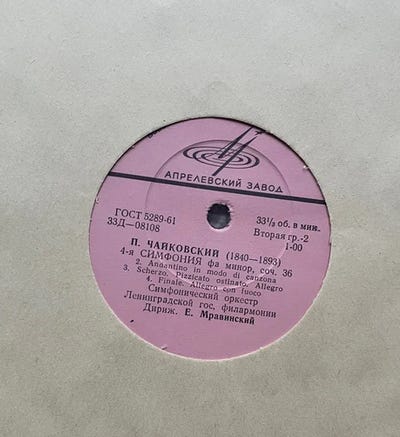 АПРЕЛЕВСКИЙ ЗАВОД
ГОСТ 5289-61
33⅓ об. в мин.
33Д—08108
Вторая гр.-2
1-00
П. ЧАЙКОВСКИЙ (1840—1893)
4-я СИМФОНИЯ фа минор, соч. 36
2. Andantino in modo di canzona
3. Scherzo. Pizzicato ostinato. Allegro
4. Finale. Allegro con fuoco
Симфонический оркестр
Ленинградской гос. филармонии
Дириж. Е. Мравинский